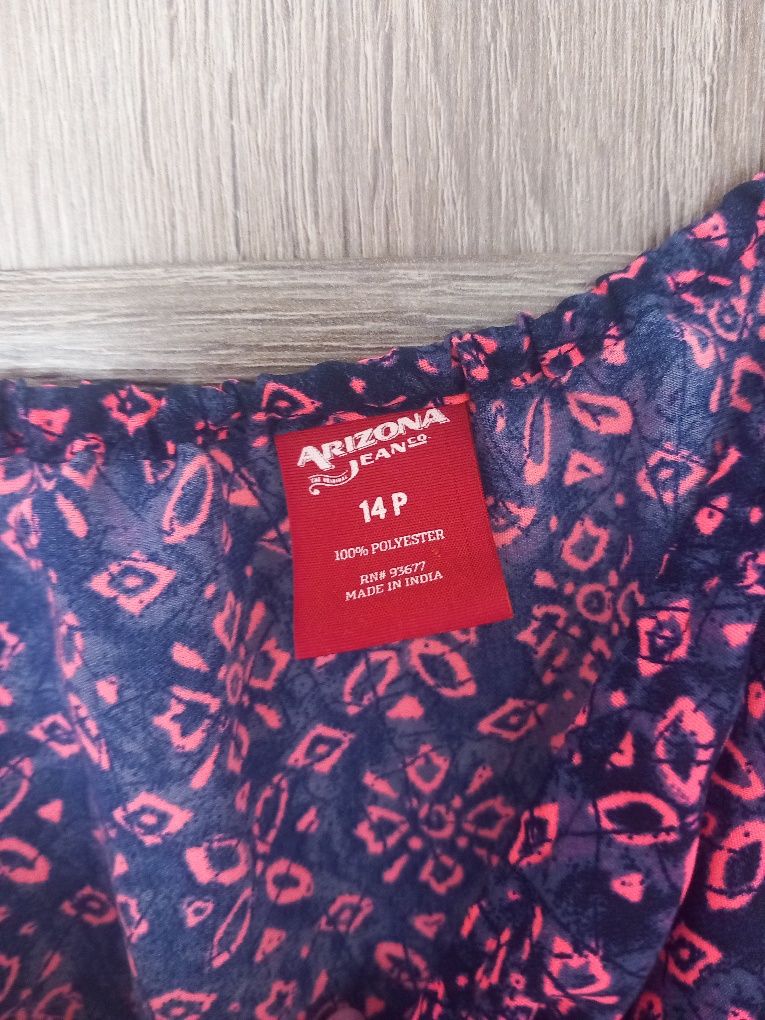 ARIZONA
JEAN CO.
THE ORIGINAL
14 P
100% POLYESTER
RN# 93677
MADE IN INDIA